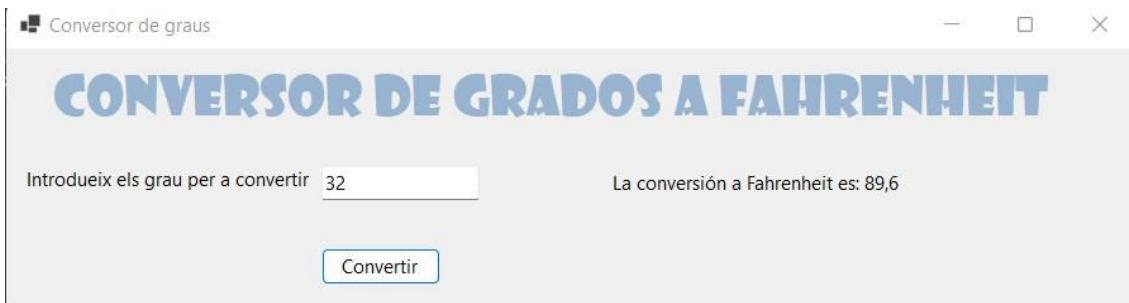 Conversor de graus
CONVERSOR DE GRADOS A FAHRENHEIT
Introdueix els grau per a convertir 32 La conversión a Fahrenheit es: 89,6
Convertir